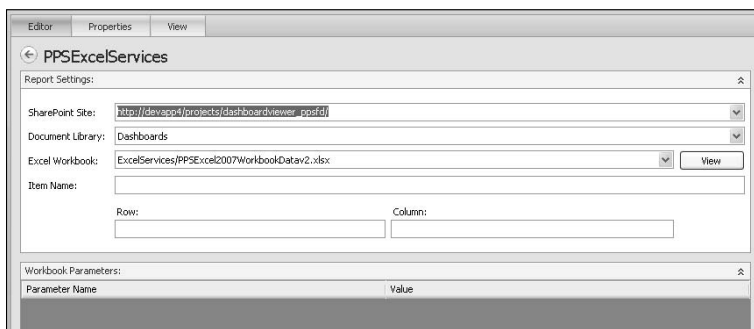 Editor Properties View
PPSExcelServices
Report Settings:
SharePoint Site: http://devapp4/projects/dashboardviewer_ppsfd/
Document Library: Dashboards
Excel Workbook: ExcelServices/PPSExcel2007WorkbookDatav2.xlsx View
Item Name:
Row: Column:
Workbook Parameters:
Parameter Name Value